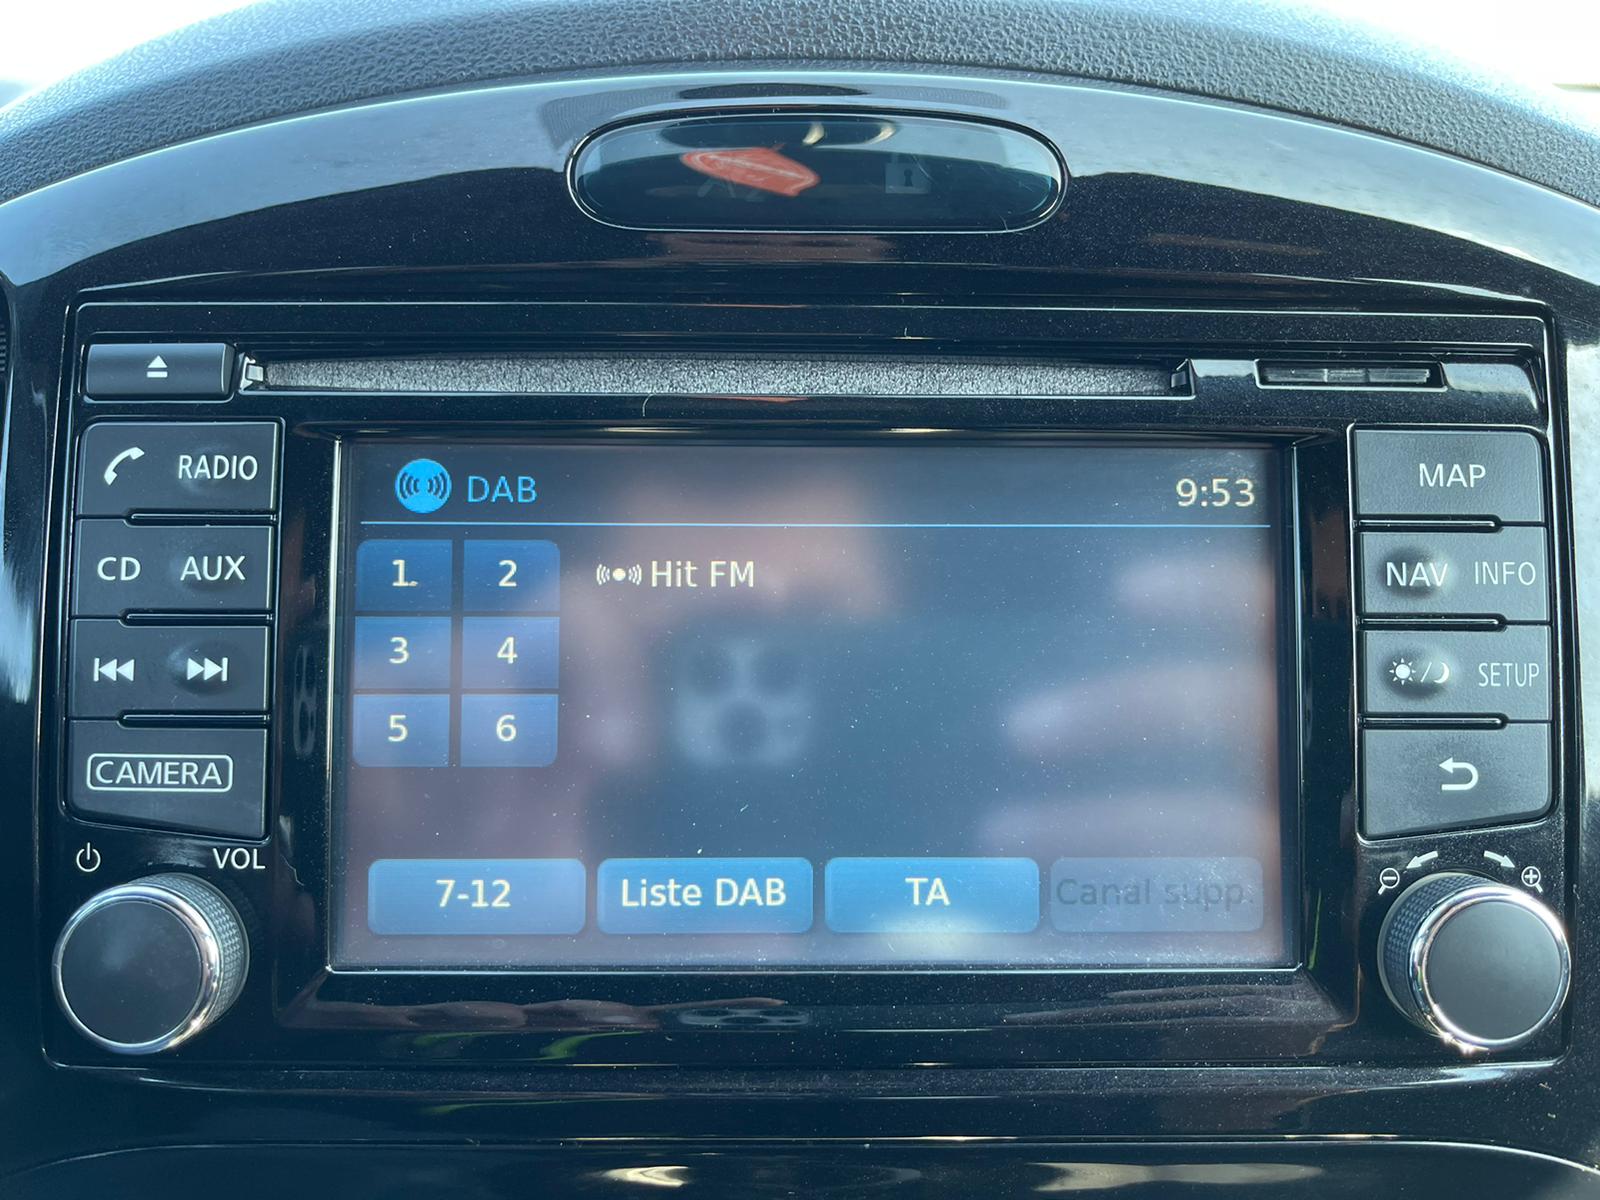 RADIO
CD AUX
CAMERA
VOL
DAB 9:53
1 2 Hit FM
3 4
5 6
7-12 Liste DAB TA Canal supp.
MAP
NAV INFO
SETUP